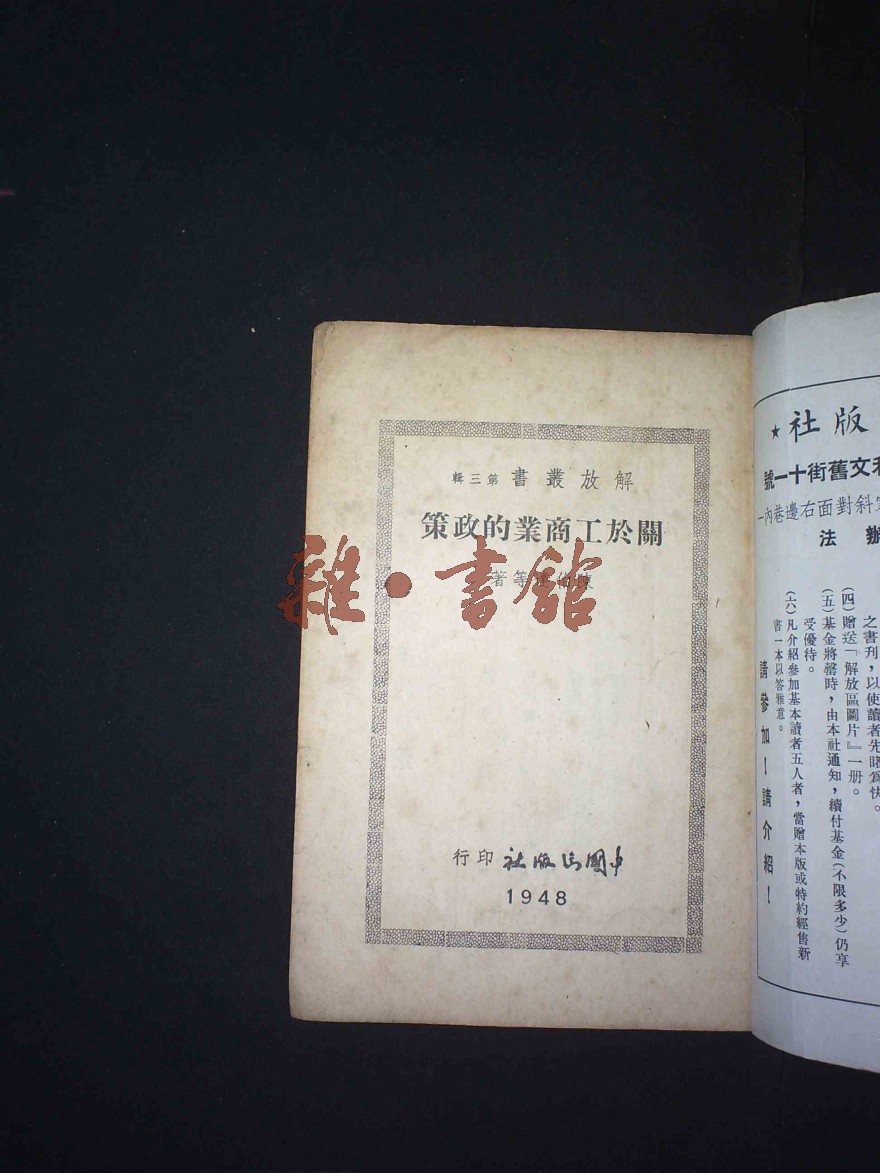 解放叢書 第三輯
關於工商業的政策
陳伯達等著
中國出版社 印行
1948
雜·書館
版社★
和文舊街十一號
斜對面右邊巷內一
辦法
之書刊，以使讀者先睹爲快。
(四)贈送「解放區圖片』一册。
(五)基金將罄時，由本社通知，續付基金(不限多少)仍享
受優待。
(六)凡介紹參加基本讀者五人者，當贈本版或特約經售新
書一本以答雅意。
請參加！請介紹！